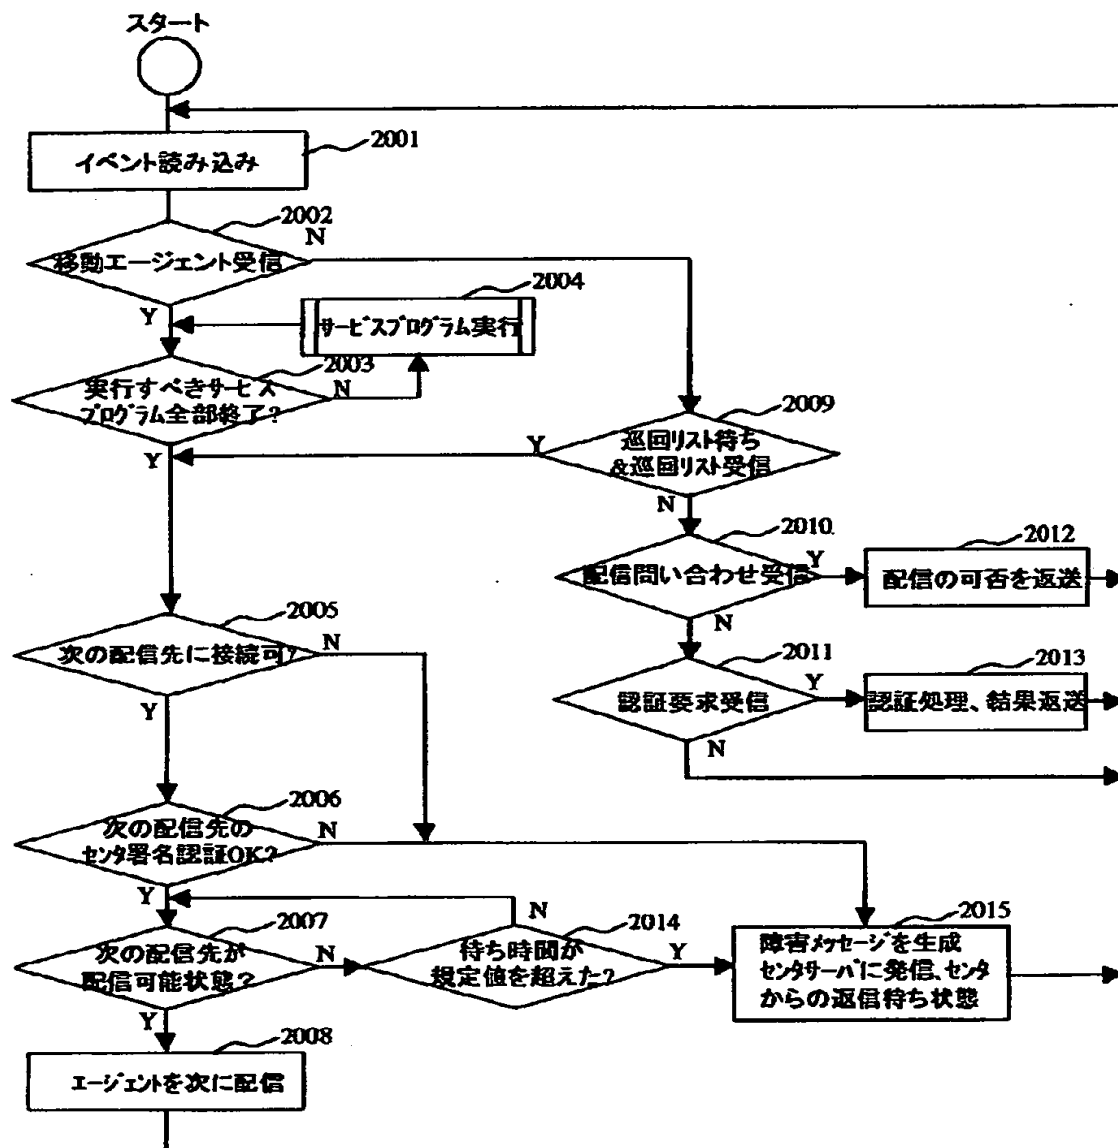 スタート
2001
イベント読み込み
2002
移動エージェント受信
N
Y
2004
サービスプログラム実行
2003
実行すべきサービス
プログラム全部終了?
N
Y
2009
巡回リスト待ち
&巡回リスト受信
Y
N
2010
配信問い合わせ受信
Y
N
2012
配信の可否を返送
2005
次の配信先に接続可?
N
Y
2011
認証要求受信
Y
N
2013
認証処理、結果返送
2006
次の配信先の
センタ署名認証OK?
N
Y
2007
次の配信先が
配信可能状態?
N
Y
2014
待ち時間が
規定値を超えた?
N
Y
2015
障害メッセージを生成
センタサーバに発信、センタ
からの返信待ち状態
2008
エージェントを次に配信